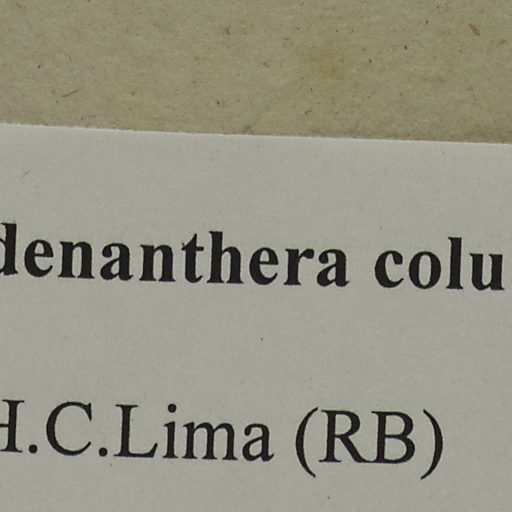 denanthera colu
H.C.Lima (RB)